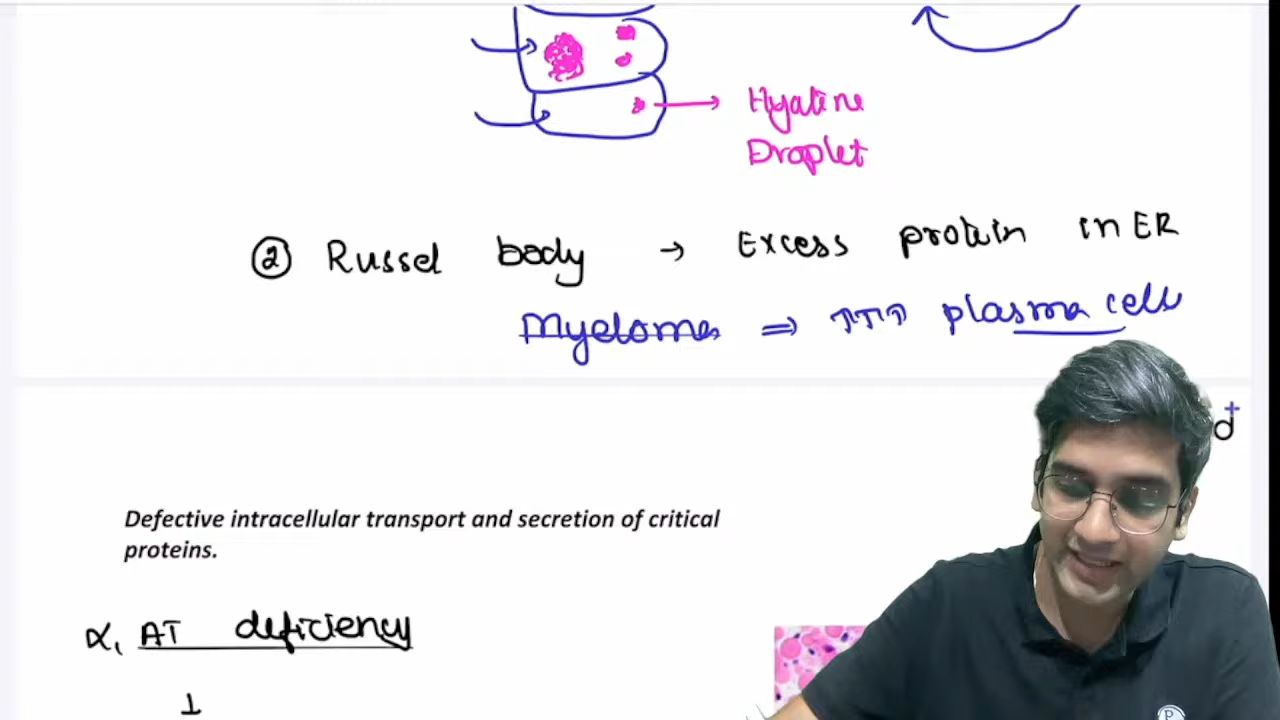 Hyaline
Droplet
② Russel body → Excess protein in ER
Myeloma ⇒ ↑↑↑ plasma cells
d+
Defective intracellular transport and secretion of critical
proteins.
α₁ AT deficiency
P